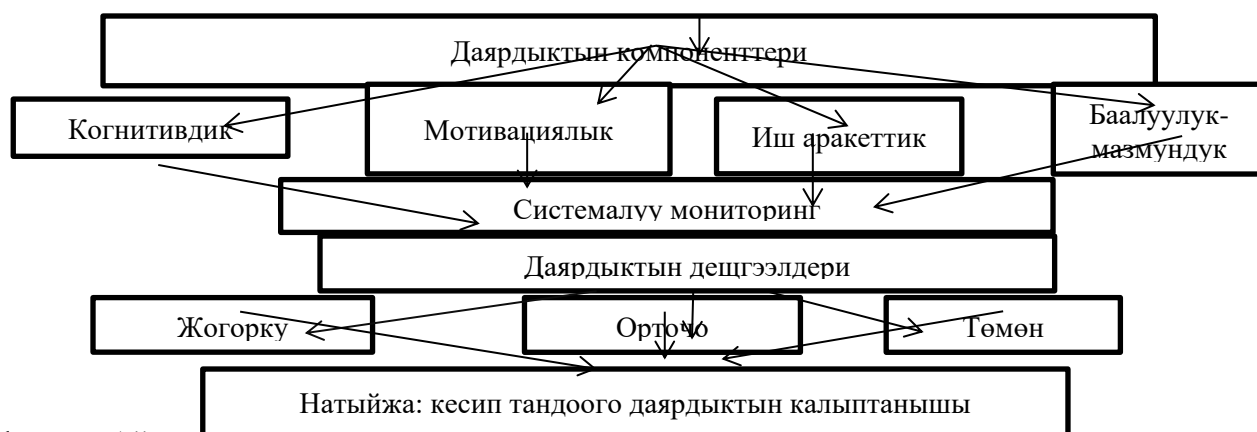 Даярдыктын компоненттери
Когнитивдик
Мотивациялык
Иш аракеттик
Баалуулук-
мазмундук
Системалуу мониторинг
Даярдыктын дещгээлдери
Жогорку
Орточо
Төмөн
Натыйжа: кесип тандоого даярдыктын калыптанышы